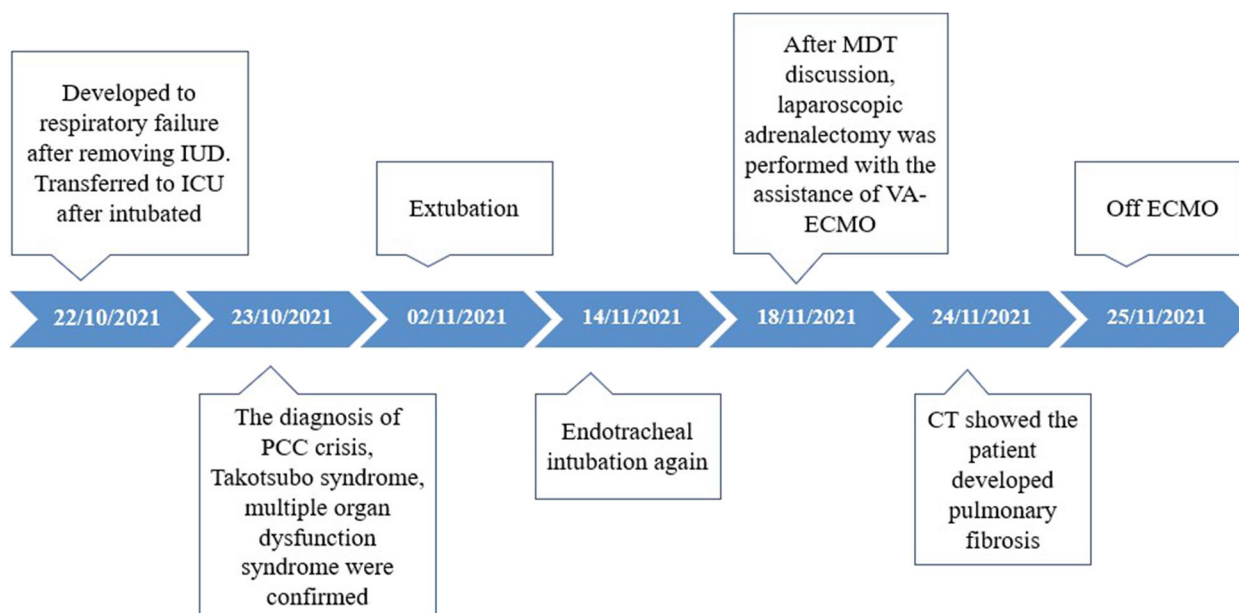 Developed to
respiratory failure
after removing IUD.
Transferred to ICU
after intubated
Extubation
After MDT
discussion,
laparoscopic
adrenalectomy was
performed with the
assistance of VA-
ECMO
Off ECMO
22/10/2021
23/10/2021
02/11/2021
14/11/2021
18/11/2021
24/11/2021
25/11/2021
The diagnosis of
PCC crisis,
Takotsubo syndrome,
multiple organ
dysfunction
syndrome were
confirmed
Endotracheal
intubation again
CT showed the
patient
developed
pulmonary
fibrosis